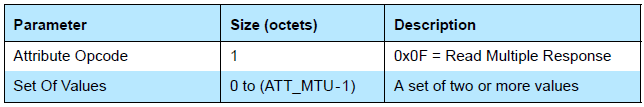 Parameter Size (octets) Description
Attribute Opcode 1 0x0F = Read Multiple Response
Set Of Values 0 to (ATT_MTU-1) A set of two or more values